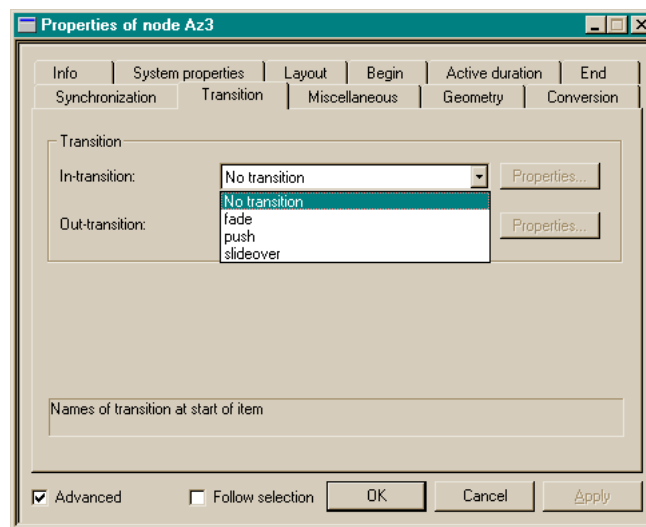 Properties of node Az3
Info System properties Layout Begin Active duration End
Synchronization Transition Miscellaneous Geometry Conversion
Transition
In-transition: No transition Properties...
No transition
fade
Out-transition: Properties...
push
slideover
Names of transition at start of item
Advanced Follow selection OK Cancel Apply